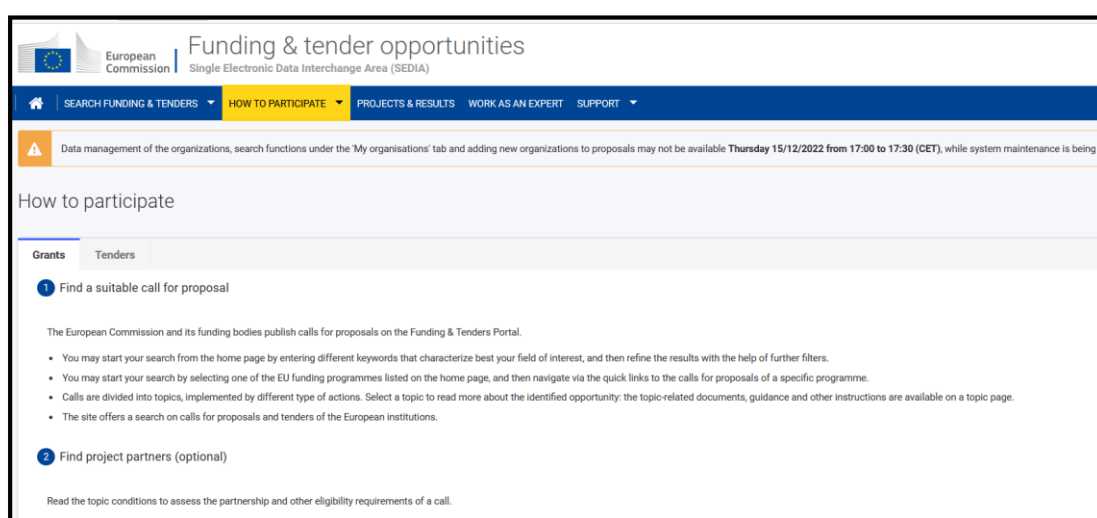 Funding & tender opportunities
European
Commission
Single Electronic Data Interchange Area (SEDIA)
SEARCH FUNDING & TENDERS HOW TO PARTICIPATE PROJECTS & RESULTS WORK AS AN EXPERT SUPPORT
Data management of the organizations, search functions under the 'My organisations' tab and adding new organizations to proposals may not be available Thursday 15/12/2022 from 17:00 to 17:30 (CET), while system maintenance is being
How to participate
Grants Tenders
1 Find a suitable call for proposal
The European Commission and its funding bodies publish calls for proposals on the Funding & Tenders Portal.
• You may start your search from the home page by entering different keywords that characterize best your field of interest, and then refine the results with the help of further filters.
• You may start your search by selecting one of the EU funding programmes listed on the home page, and then navigate via the quick links to the calls for proposals of a specific programme.
• Calls are divided into topics, implemented by different type of actions. Select a topic to read more about the identified opportunity: the topic-related documents, guidance and other instructions are available on a topic page.
• The site offers a search on calls for proposals and tenders of the European institutions.
2 Find project partners (optional)
Read the topic conditions to assess the partnership and other eligibility requirements of a call.